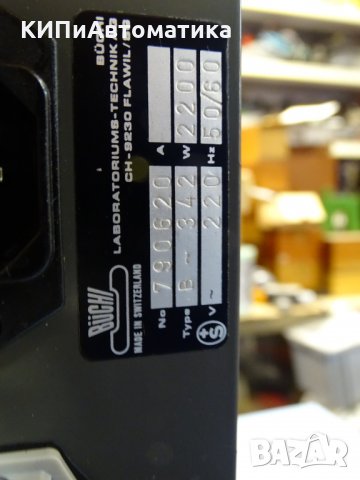 КИПиАвтоматика
BÜCHI
LABORATORIUMS-TECHNIK AG
CH-9230 FLAWIL/
BÜCHI
MADE IN SWITZERLAND
No 790620 A
Type B-342 W 2200
V~ 220 Hz 50/60
+S
BAZAR